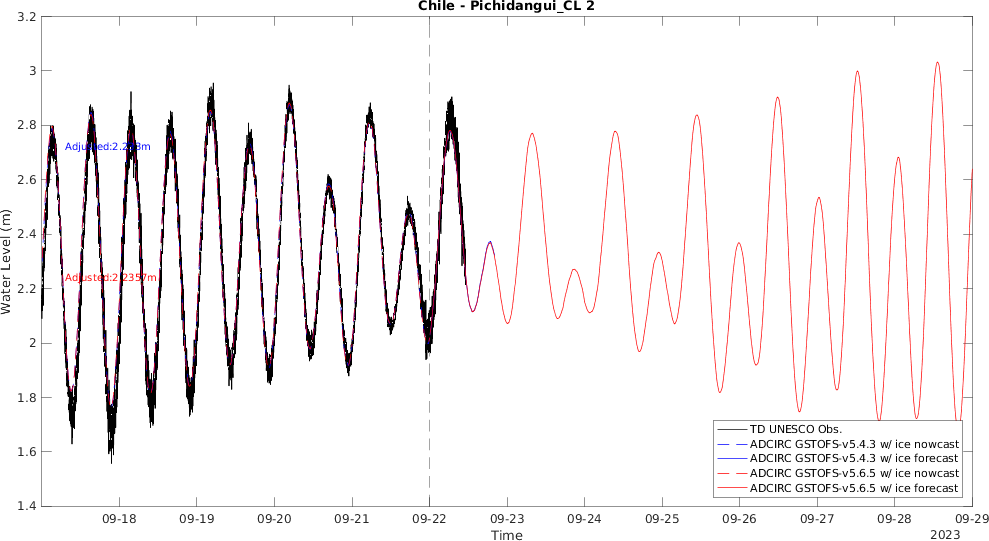 Chile - Pichidangui_CL 2
3.2
3
2.8
2.6
2.4
2.2
2
1.8
1.6
1.4
Water Level (m)
Adjusted:2.2357m
TD UNESCO Obs.
ADCIRC GSTOFS-v5.4.3 w/ ice nowcast
ADCIRC GSTOFS-v5.4.3 w/ ice forecast
ADCIRC GSTOFS-v5.6.5 w/ ice nowcast
ADCIRC GSTOFS-v5.6.5 w/ ice forecast
09-18 09-19 09-20 09-21 09-22 09-23 09-24 09-25 09-26 09-27 09-28 09-29
Time
2023